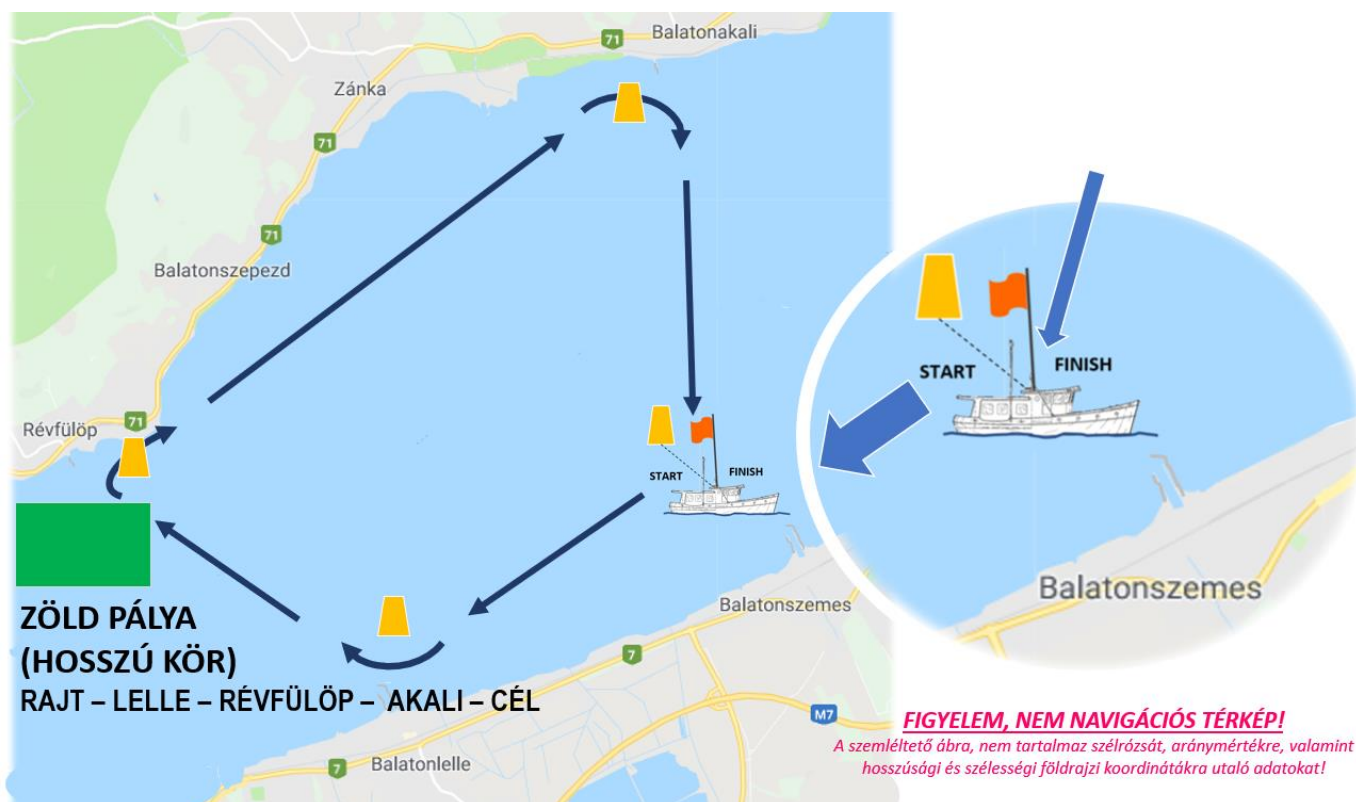 71
Balatonakali
Zánka
71
71
Balatonszepezd
71
Révfülöp
START
FINISH
START
FINISH
Balatonszemes
Balatonszemes
7
M7
ZÖLD PÁLYA
(HOSSZÚ KÖR)
RAJT – LELLE – RÉVFÜLÖP – AKALI – CÉL
Balatonlelle
7
FIGYELEM, NEM NAVIGÁCIÓS TÉRKÉP!
A szemléltető ábra, nem tartalmaz szélrózsát, aránymértékre, valamint
hosszúsági és szélességi földrajzi koordinátákra utaló adatokat!